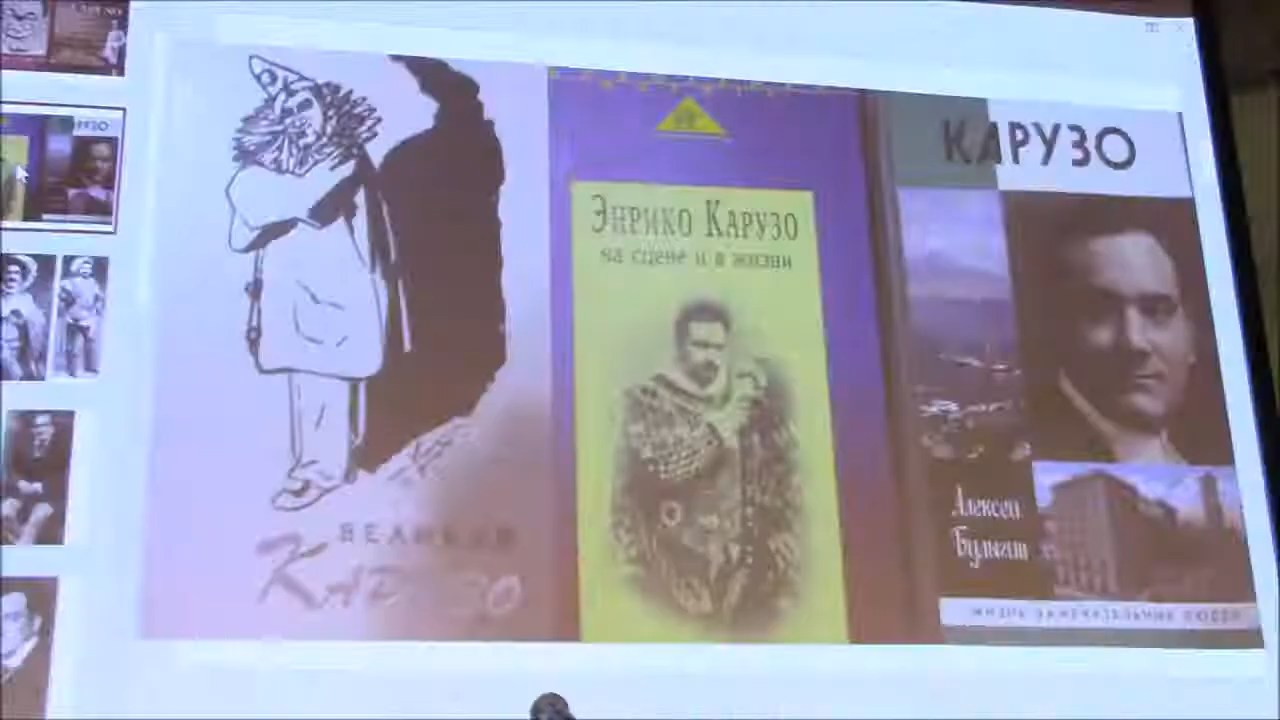 ВЕЛИКИЙ
КАРУЗО
ЭНРИКО КАРУЗО
на сцене и в жизни
КАРУЗО
Алексей
Булыгин
ЖИЗНЬ ЗАМЕЧАТЕЛЬНЫХ ЛЮДЕЙ